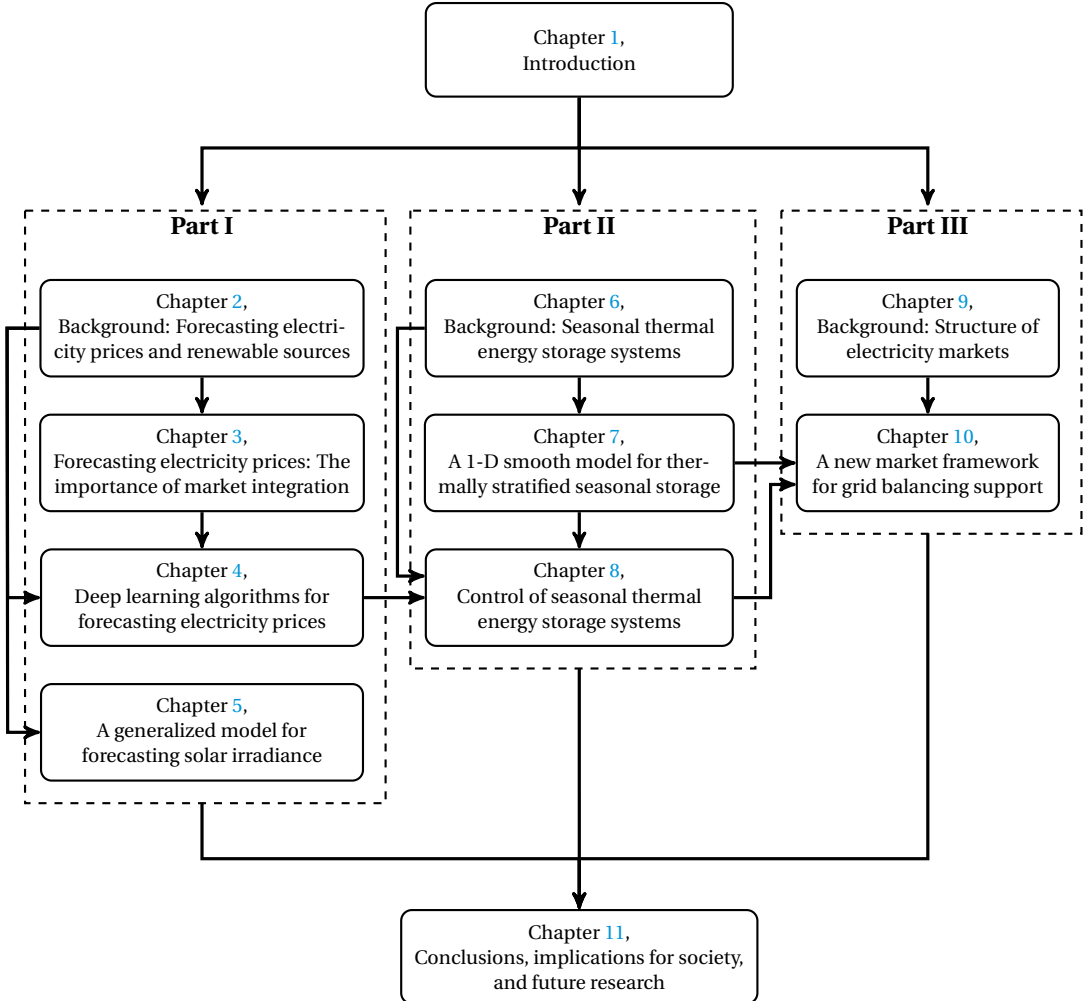 Chapter 1,
Introduction
Part I
Chapter 2,
Background: Forecasting electri-
city prices and renewable sources
Chapter 3,
Forecasting electricity prices: The
importance of market integration
Chapter 4,
Deep learning algorithms for
forecasting electricity prices
Chapter 5,
A generalized model for
forecasting solar irradiance
Part II
Chapter 6,
Background: Seasonal thermal
energy storage systems
Chapter 7,
A 1-D smooth model for ther-
mally stratified seasonal storage
Chapter 8,
Control of seasonal thermal
energy storage systems
Part III
Chapter 9,
Background: Structure of
electricity markets
Chapter 10,
A new market framework
for grid balancing support
Chapter 11,
Conclusions, implications for society,
and future research